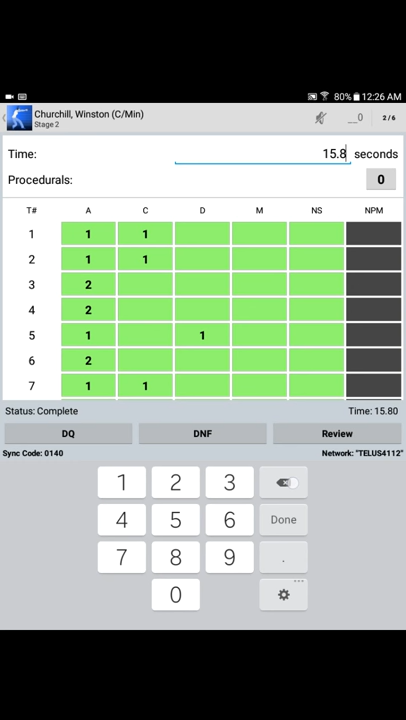 80% 12:26 AM
Churchill, Winston (C/Min)
Stage 2
__0
2 / 6
Time: 15.8 seconds
Procedurals: 0
T# A C D M NS NPM
1 1 1
2 1 1
3 2
4 2
5 1 1
6 2
7 1 1
Status: Complete Time: 15.80
DQ DNF Review
Sync Code: 0140 Network: "TELUS4112"
1 2 3
4 5 6 Done
7 8 9 .
0 ...